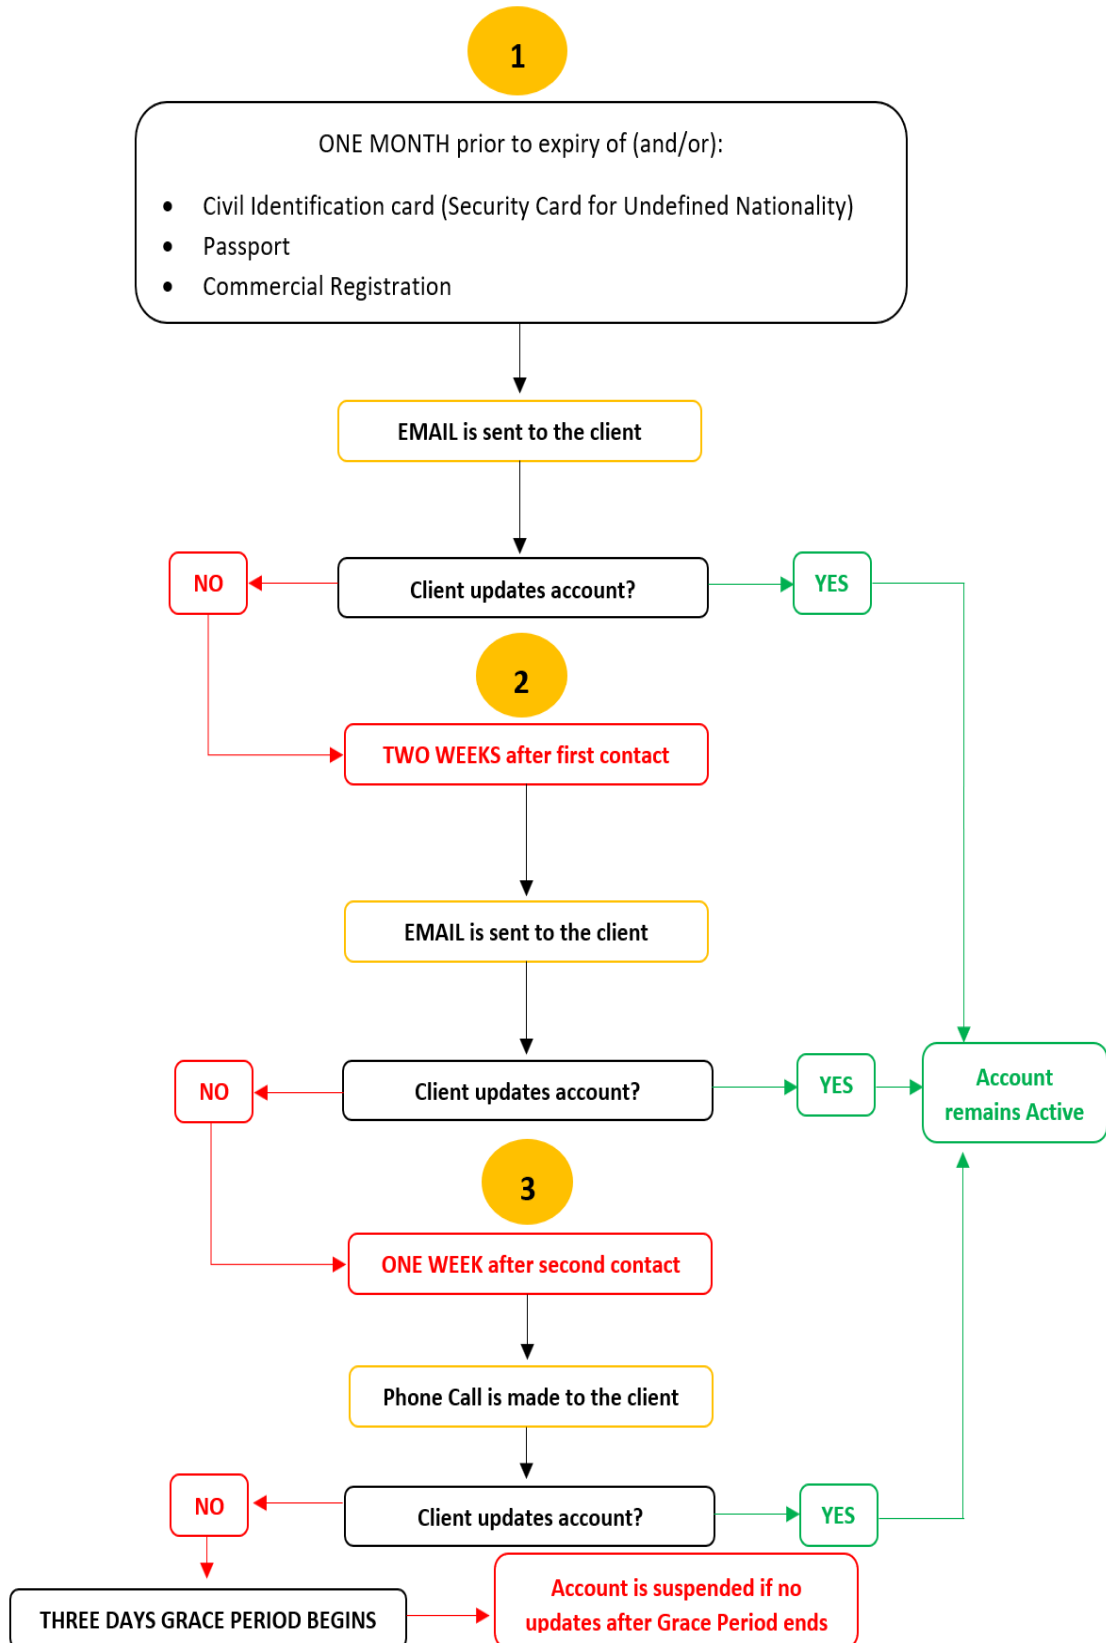 1
ONE MONTH prior to expiry of (and/or):
• Civil Identification card (Security Card for Undefined Nationality)
• Passport
• Commercial Registration
EMAIL is sent to the client
NO
Client updates account?
YES
2
TWO WEEKS after first contact
EMAIL is sent to the client
NO
Client updates account?
YES
Account
remains Active
3
ONE WEEK after second contact
Phone Call is made to the client
NO
Client updates account?
YES
THREE DAYS GRACE PERIOD BEGINS
Account is suspended if no
updates after Grace Period ends